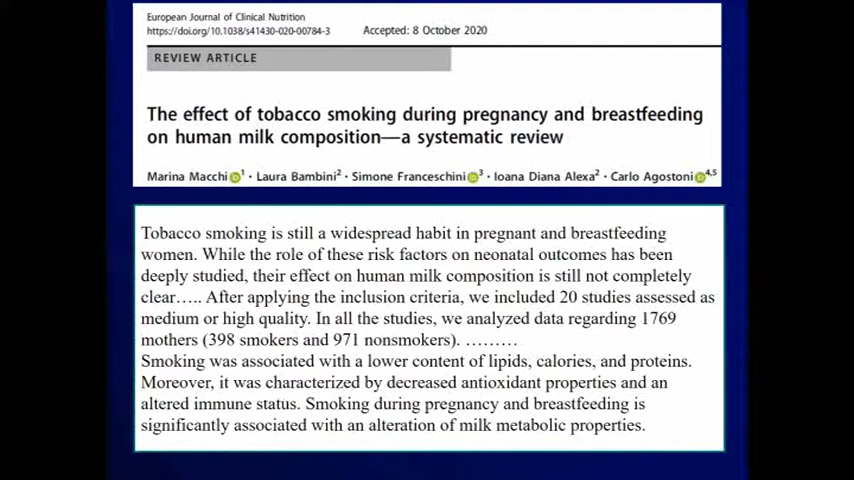 European Journal of Clinical Nutrition
https://doi.org/10.1038/s41430-020-00784-3 Accepted: 8 October 2020
REVIEW ARTICLE
The effect of tobacco smoking during pregnancy and breastfeeding
on human milk composition—a systematic review
Marina Macchi 1 · Laura Bambini2 · Simone Franceschini 3 · Ioana Diana Alexa2 · Carlo Agostoni 4,5
Tobacco smoking is still a widespread habit in pregnant and breastfeeding
women. While the role of these risk factors on neonatal outcomes has been
deeply studied, their effect on human milk composition is still not completely
clear….. After applying the inclusion criteria, we included 20 studies assessed as
medium or high quality. In all the studies, we analyzed data regarding 1769
mothers (398 smokers and 971 nonsmokers). ………
Smoking was associated with a lower content of lipids, calories, and proteins.
Moreover, it was characterized by decreased antioxidant properties and an
altered immune status. Smoking during pregnancy and breastfeeding is
significantly associated with an alteration of milk metabolic properties.